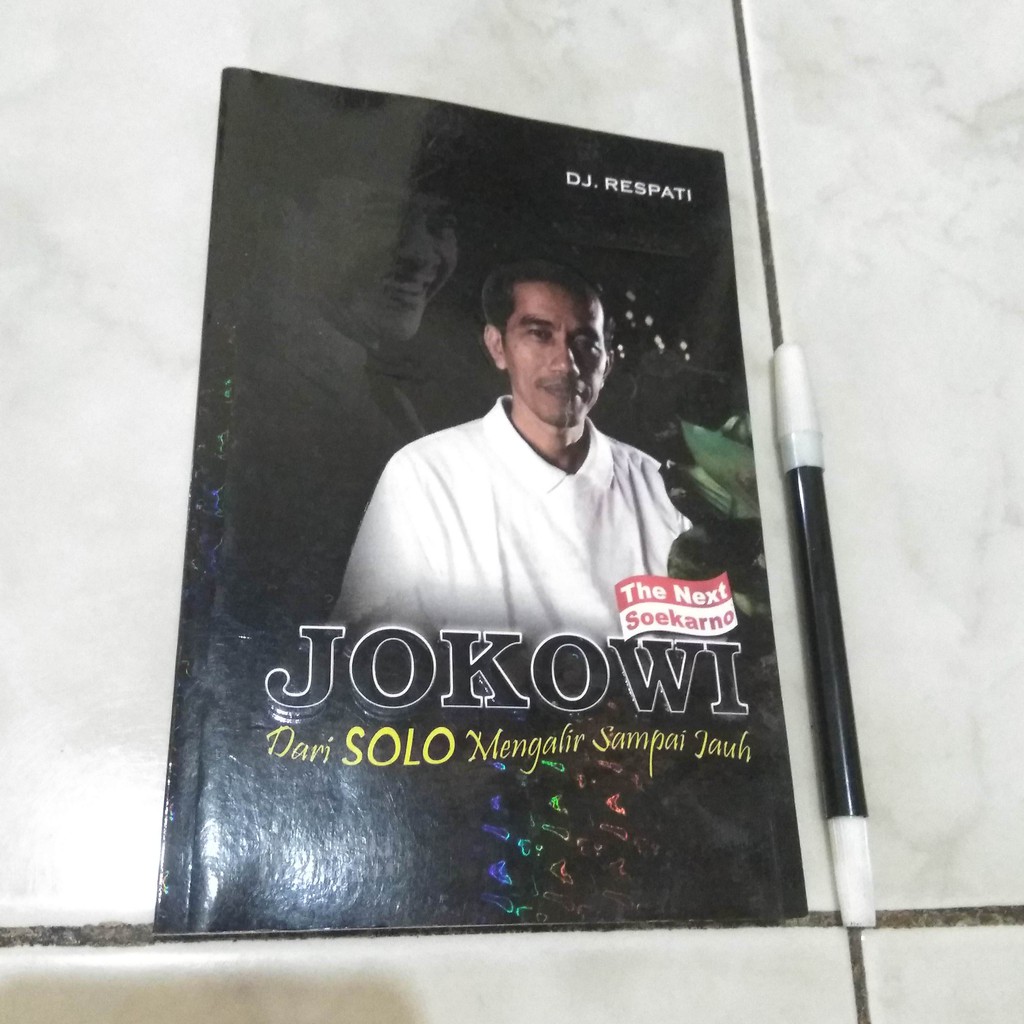 DJ. RESPATI
The Next
Soekarno
JOKOWI
Dari SOLO Mengalir Sampai Jauh